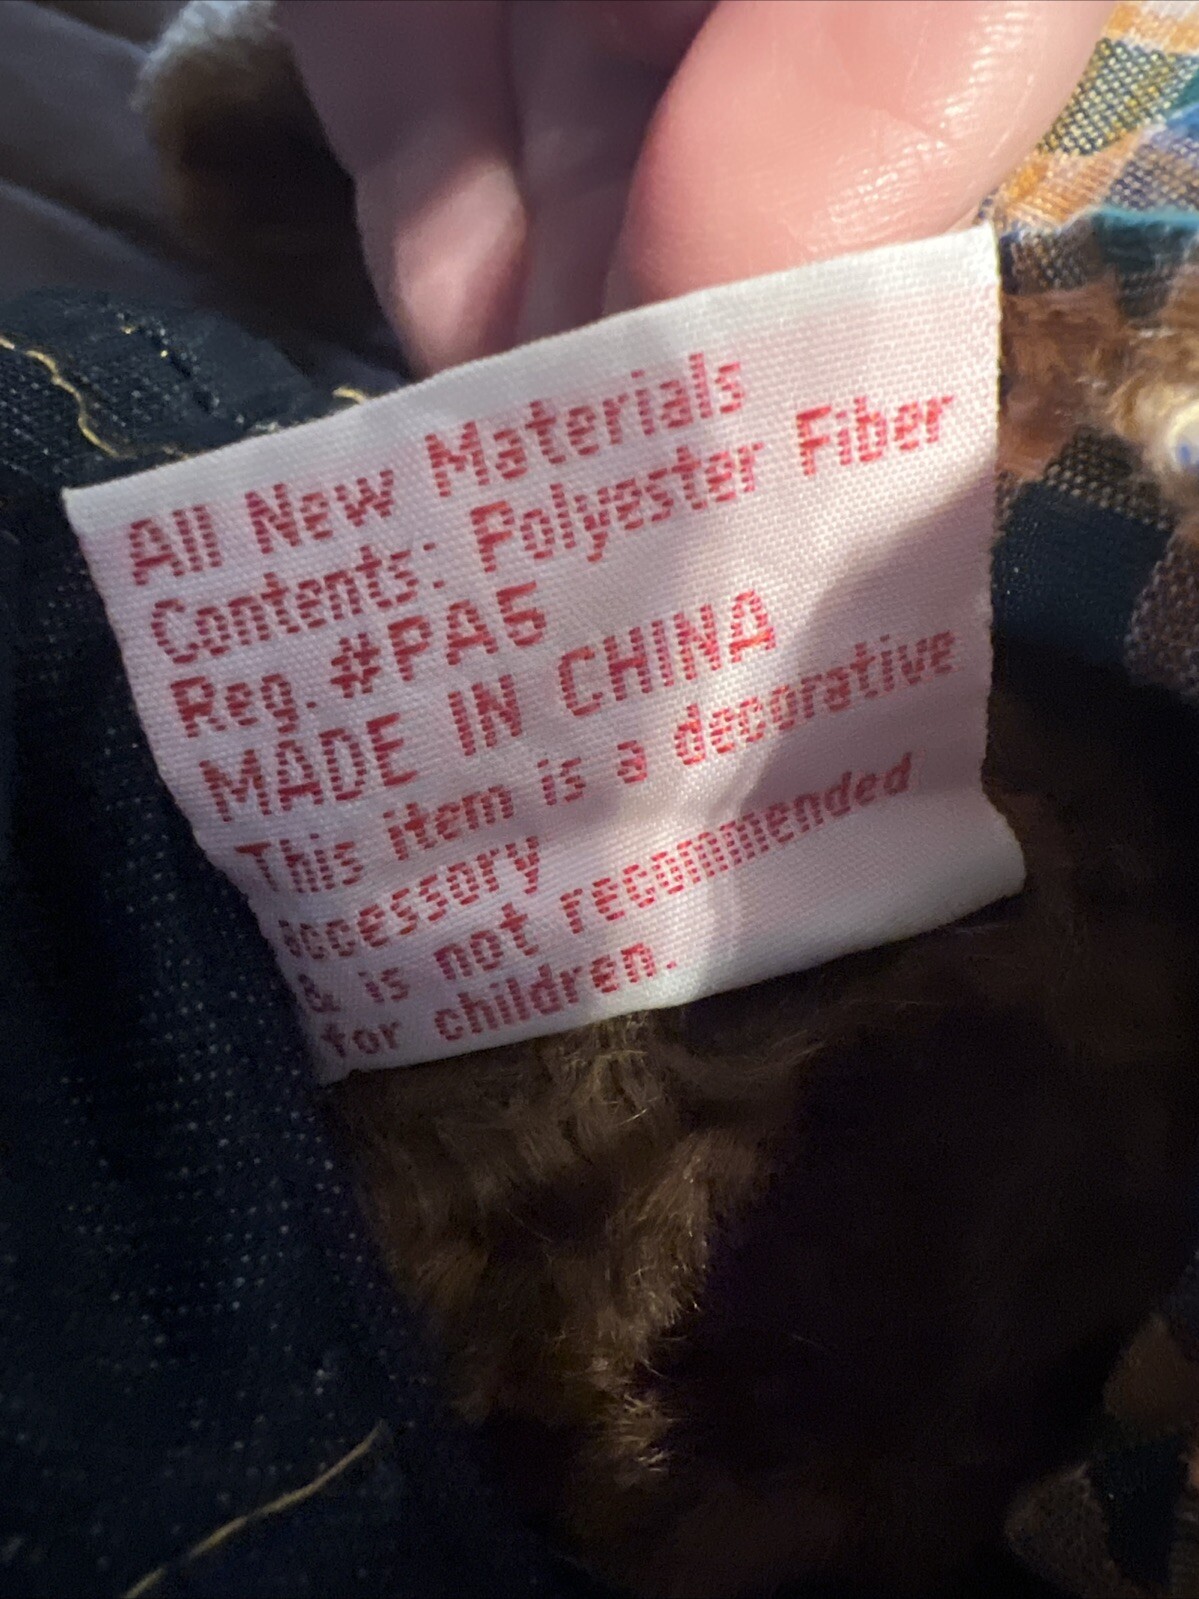 All New Materials
Contents: Polyester Fiber
Reg. #PA5
MADE IN CHINA
This item is a decorative
accessory
& is not recommended
for children.